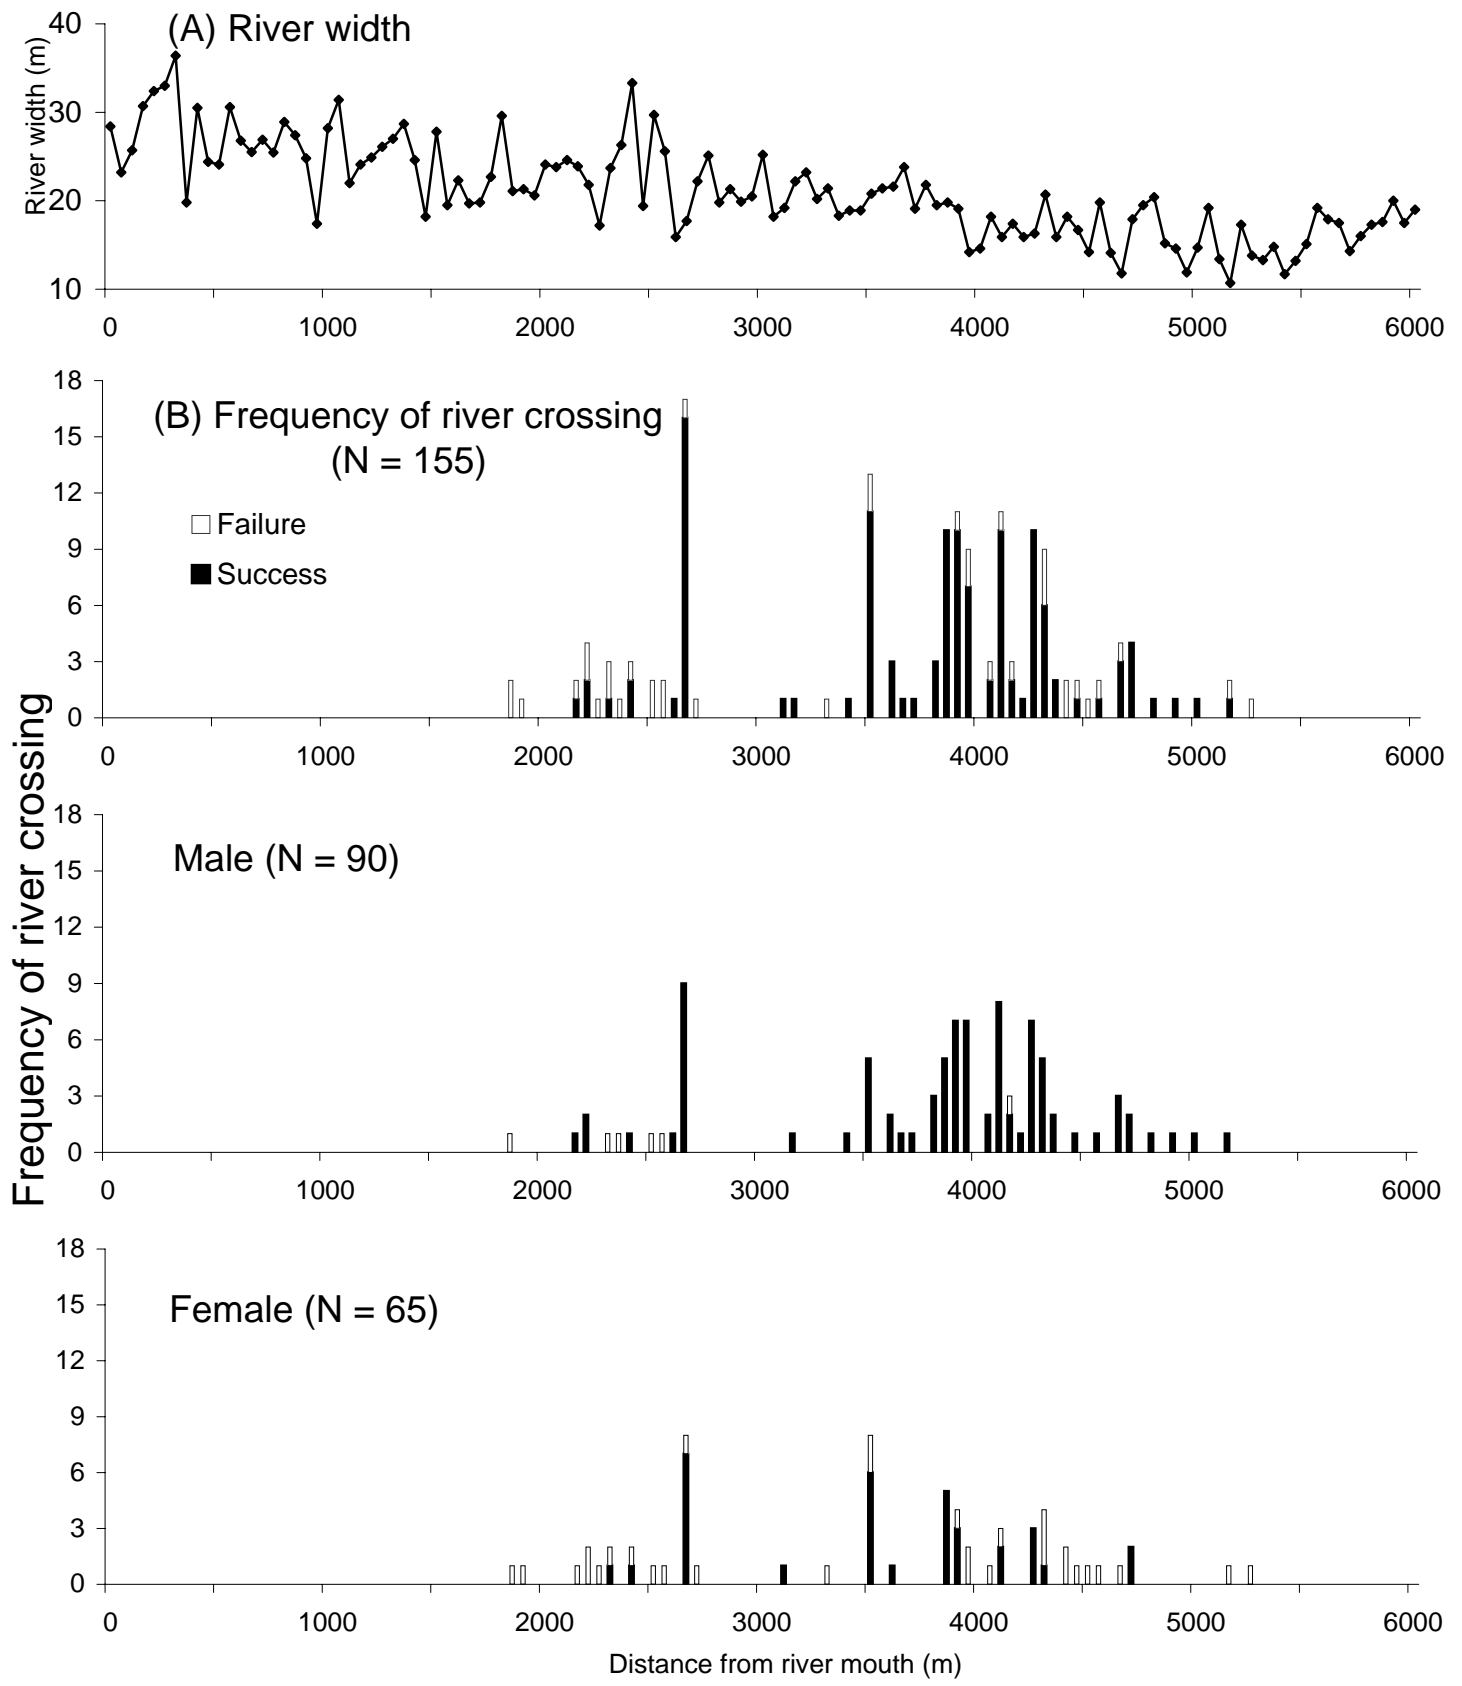 (A) River width
River width (m)
40
30
20
10
0 1000 2000 3000 4000 5000 6000
(B) Frequency of river crossing
(N = 155)
Failure
Success
18
15
12
9
6
3
0
0 1000 2000 3000 4000 5000 6000
Frequency of river crossing
Male (N = 90)
18
15
12
9
6
3
0
0 1000 2000 3000 4000 5000 6000
Female (N = 65)
18
15
12
9
6
3
0
0 1000 2000 3000 4000 5000 6000
Distance from river mouth (m)